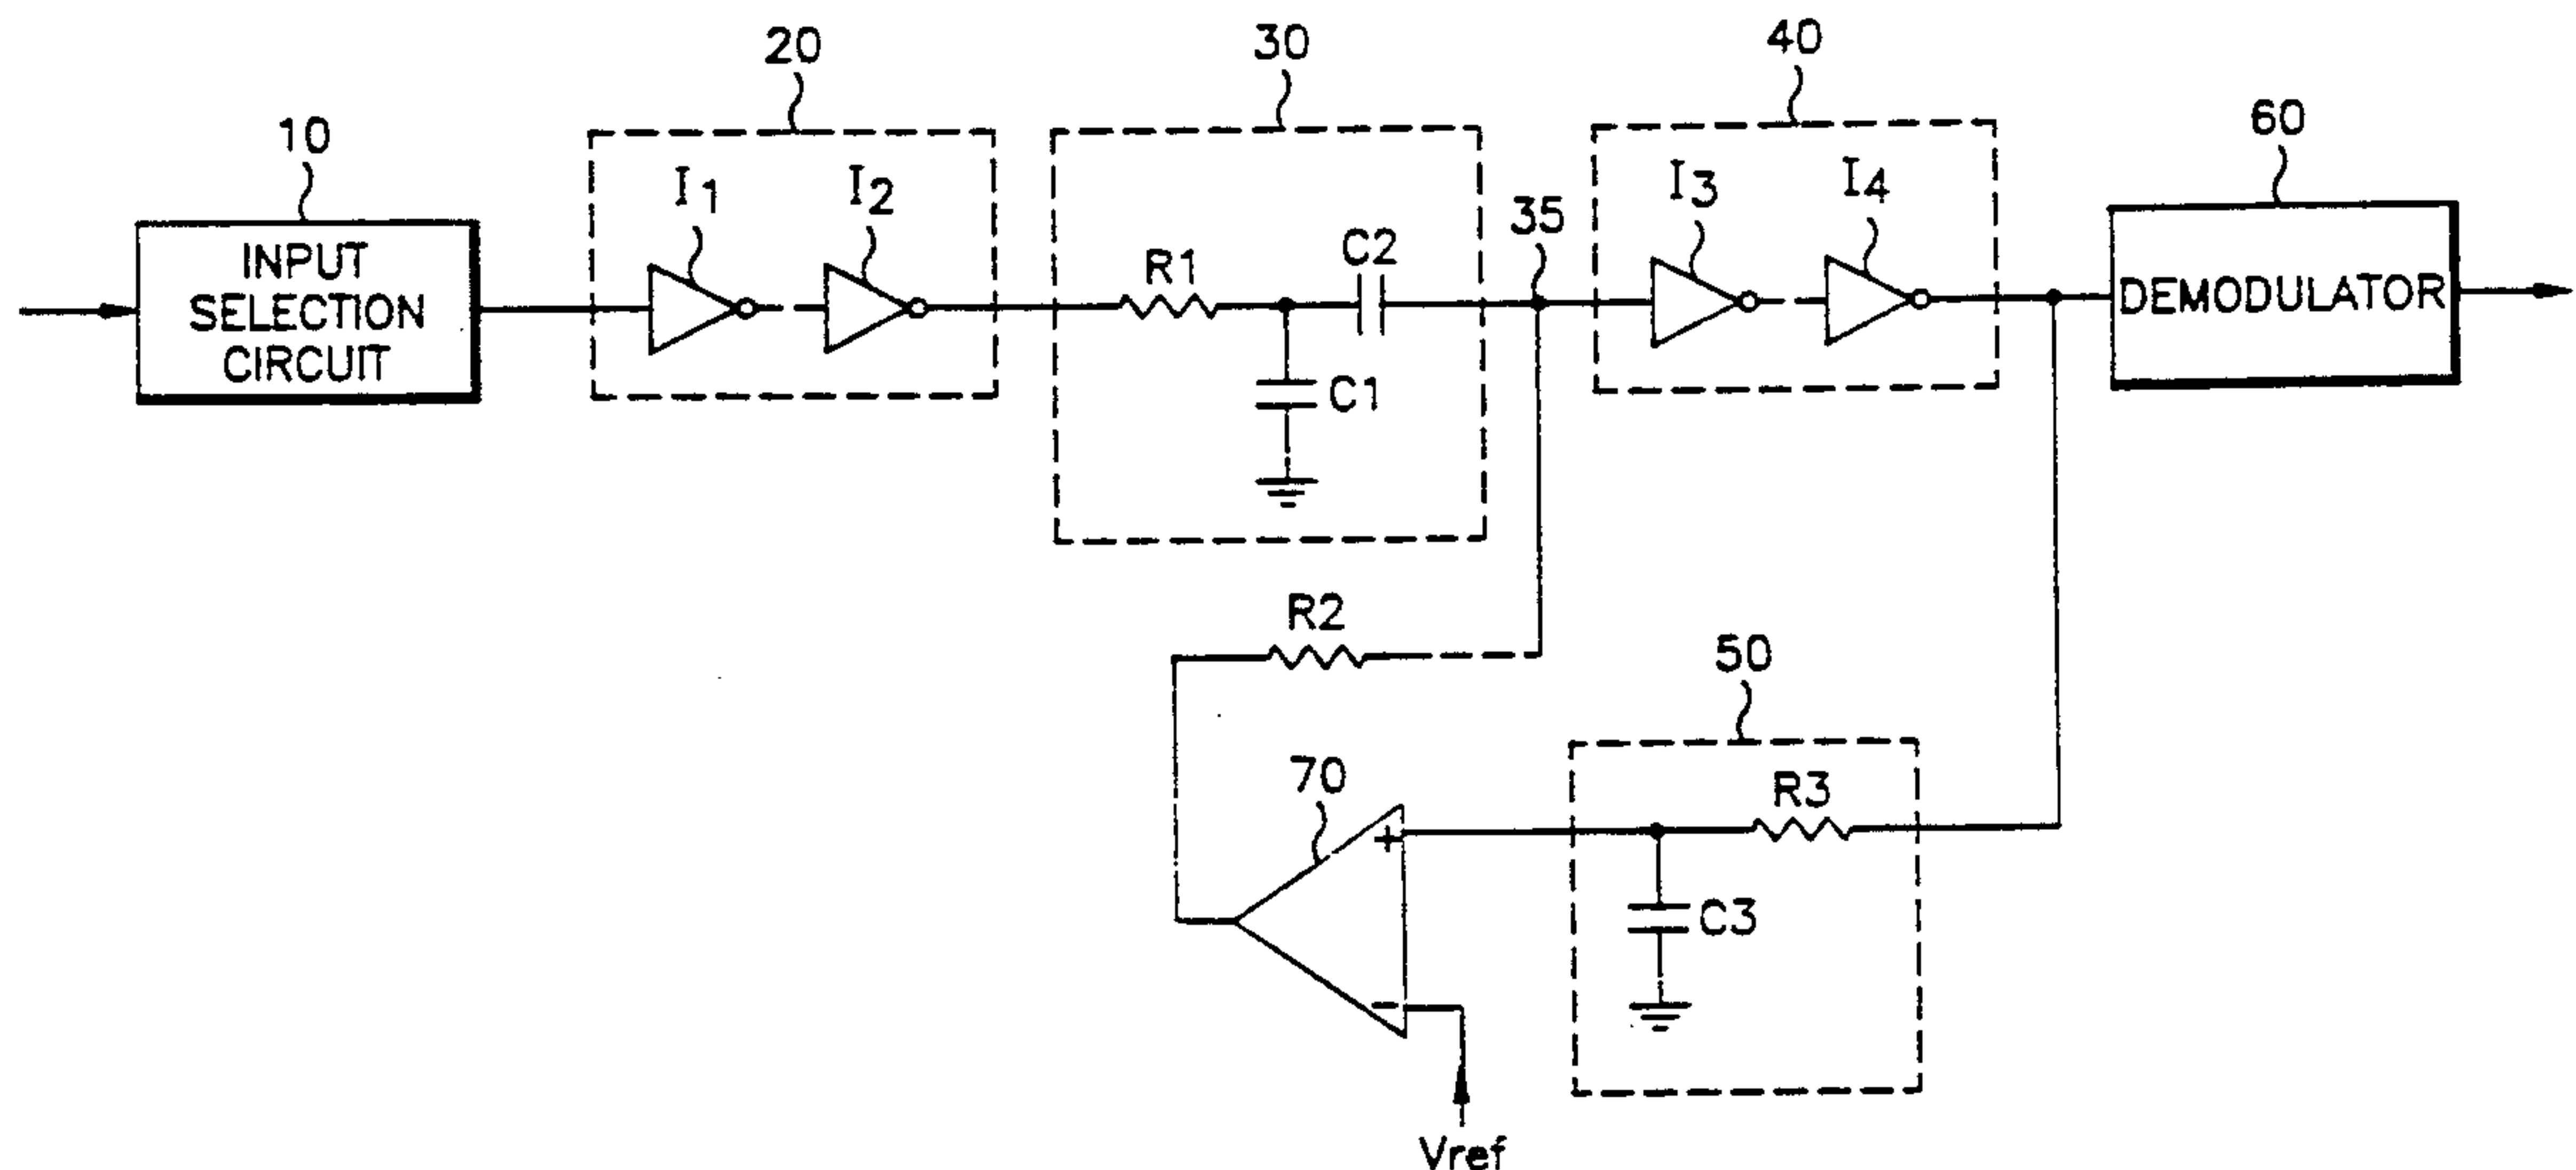 20
30
40
10
60
I1
I2
I3
I4
35
INPUT
SELECTION
CIRCUIT
R1
C2
DEMODULATOR
C1
R2
50
70
R3
+
C3
−
Vref